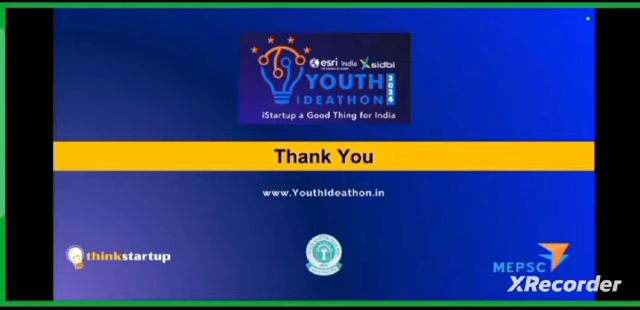 esri India sidbi
YOUTH
2024
IDEATHON
iStartup a Good Thing for India
Thank You
www.YouthIdeathon.in
thinkstartup
MEPSC
XRecorder